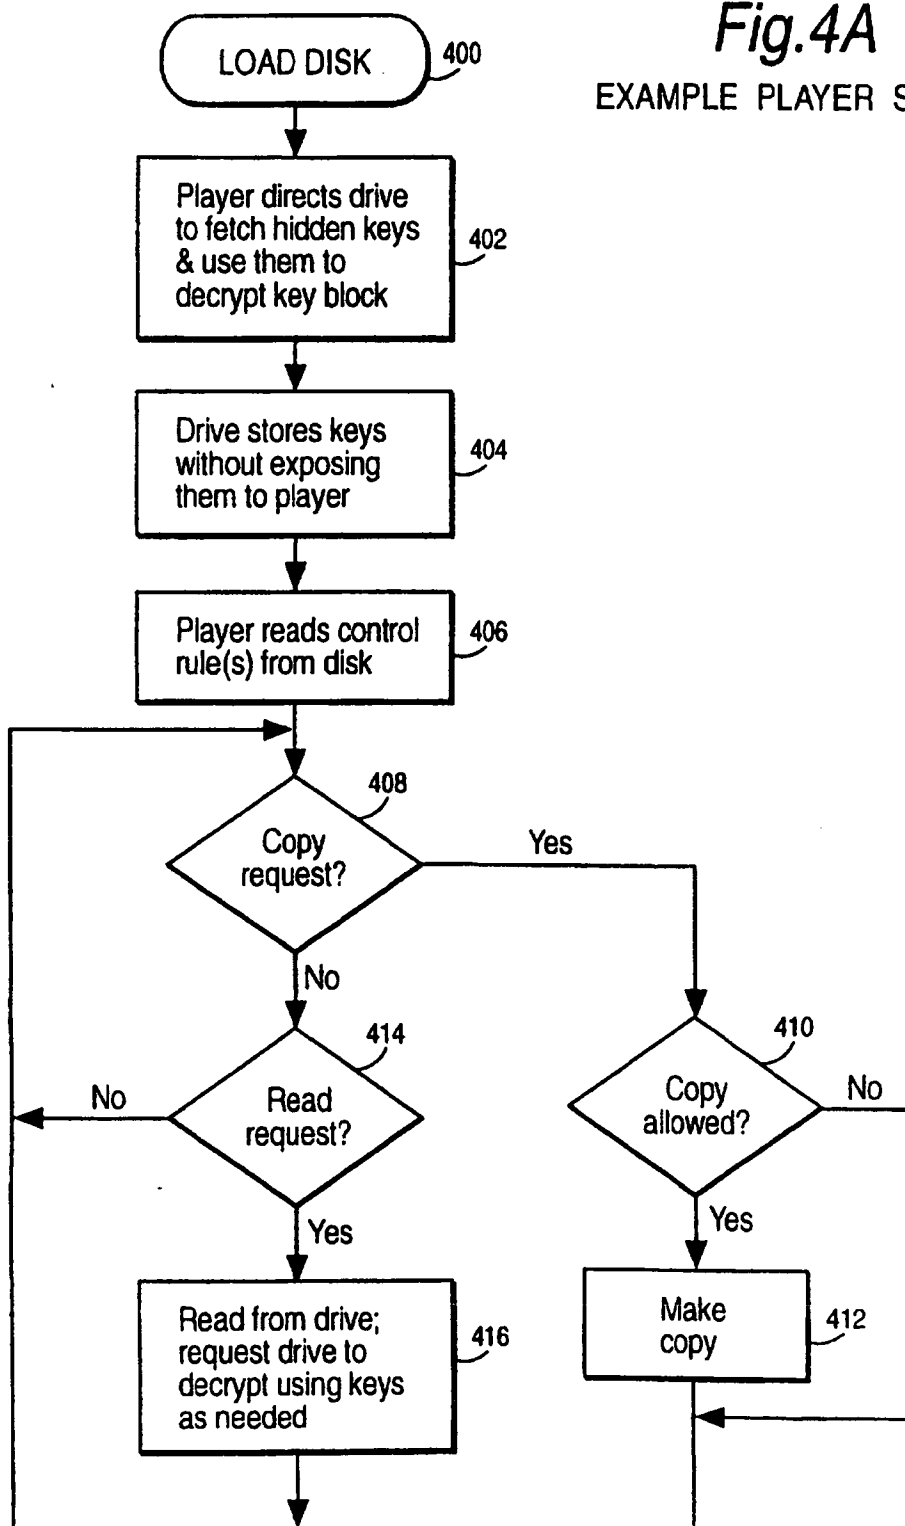 Fig.4A
EXAMPLE PLAYER S
LOAD DISK
400
Player directs drive
to fetch hidden keys
& use them to
decrypt key block
402
Drive stores keys
without exposing
them to player
404
Player reads control
rule(s) from disk
406
408
Copy
request?
Yes
No
414
Read
request?
No
Yes
410
Copy
allowed?
No
Yes
Read from drive;
request drive to
decrypt using keys
as needed
416
Make
copy
412